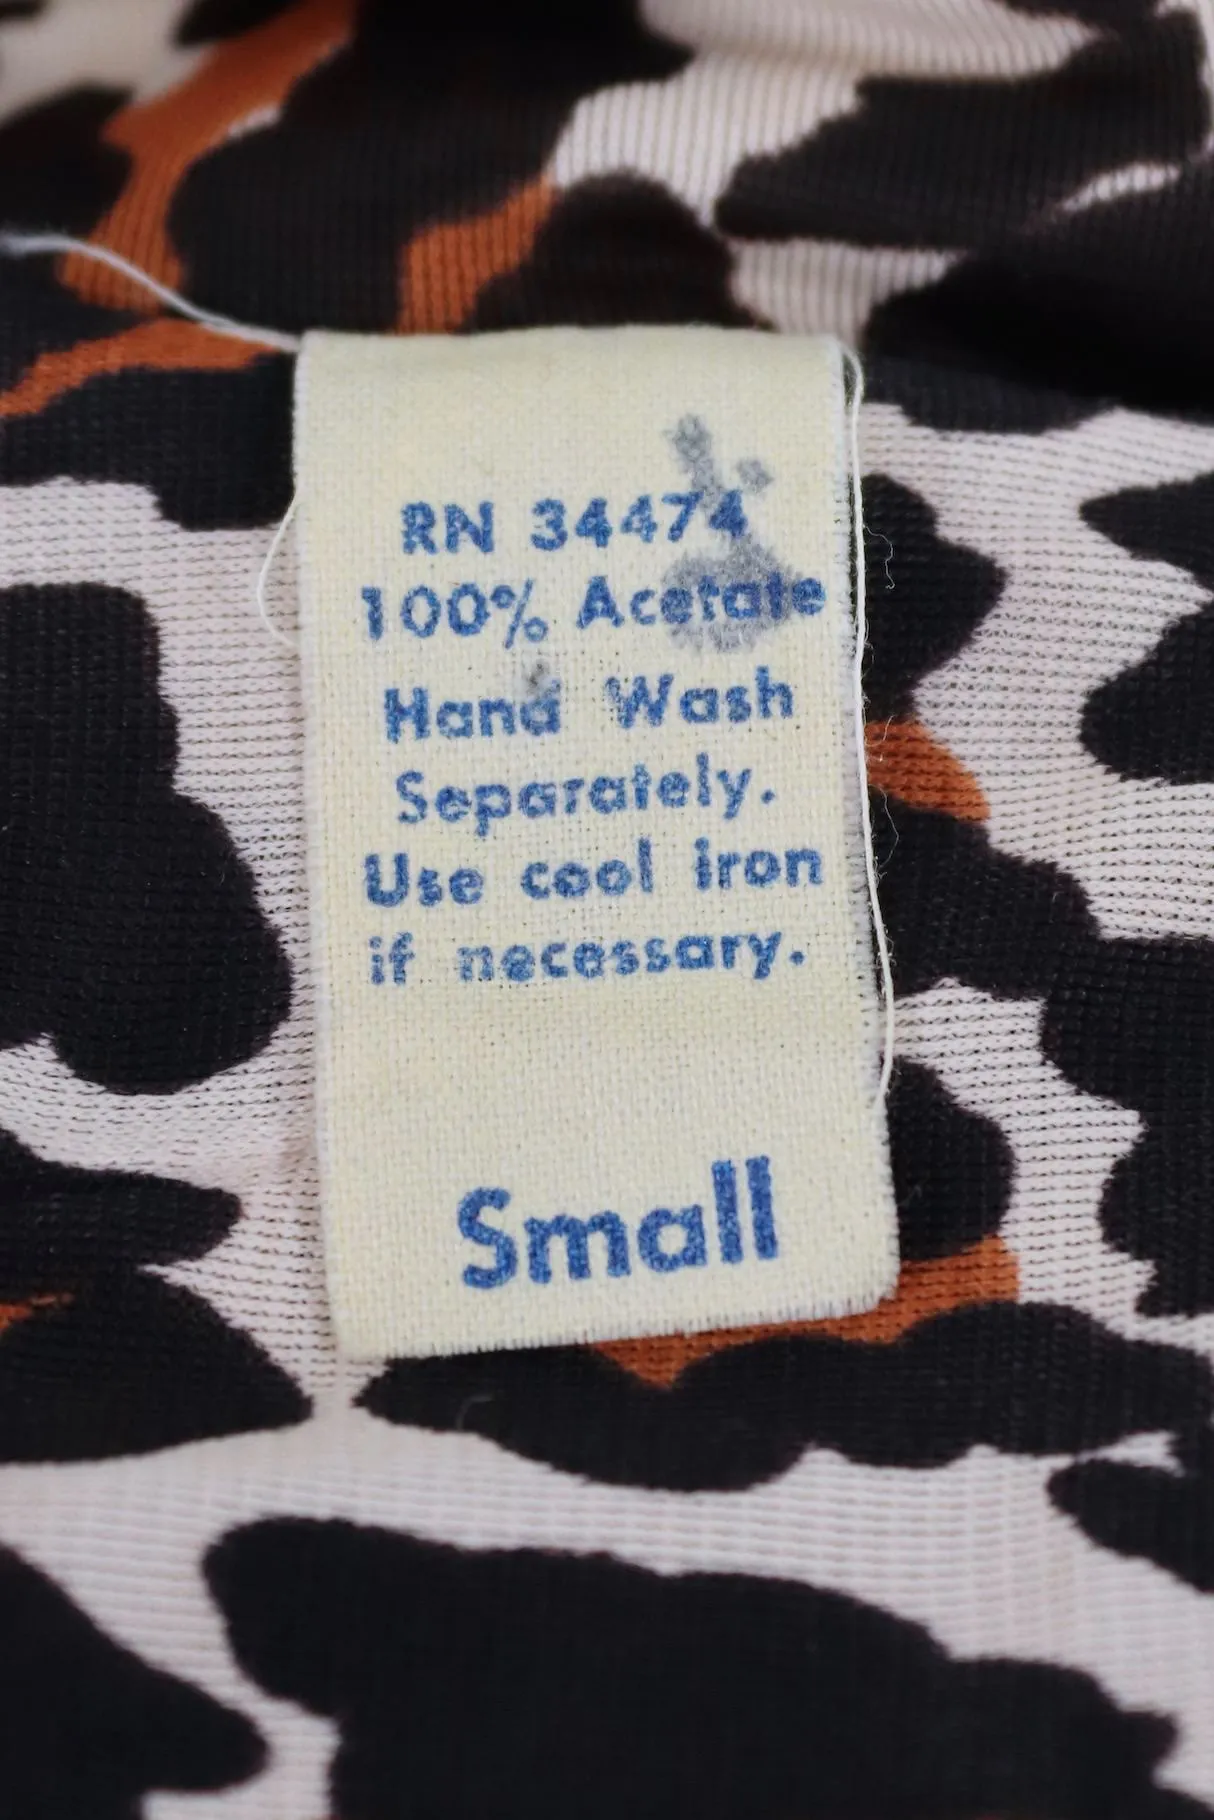 RN 34474
100% Acetate
Hand Wash
Separately.
Use cool iron
if necessary.
Small